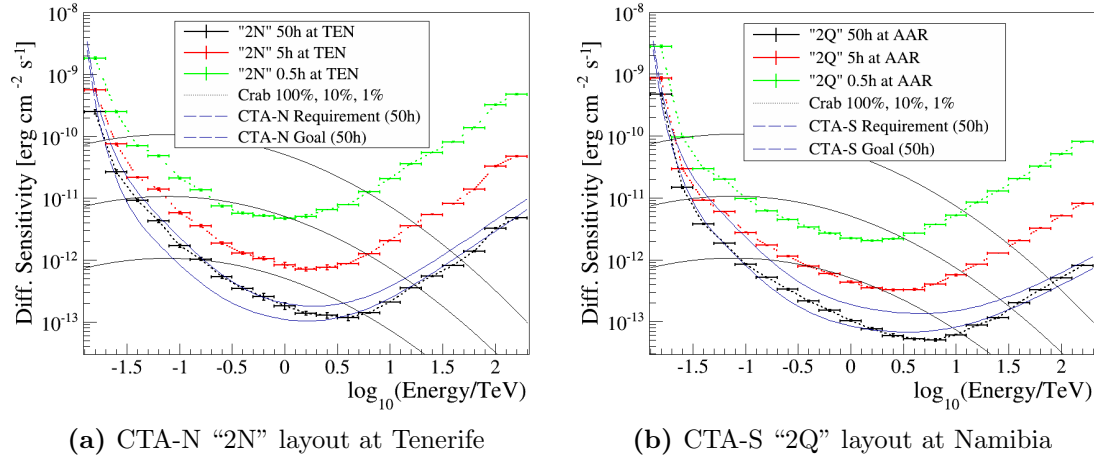 10⁻⁸
10⁻⁹
10⁻¹⁰
10⁻¹¹
10⁻¹²
10⁻¹³
Diff. Sensitivity [erg cm ⁻² s⁻¹]
"2N" 50h at TEN
"2N" 5h at TEN
"2N" 0.5h at TEN
Crab 100%, 10%, 1%
CTA-N Requirement (50h)
CTA-N Goal (50h)
-1.5 -1 -0.5 0 0.5 1 1.5 2
log₁₀(Energy/TeV)
(a) CTA-N “2N” layout at Tenerife
10⁻⁸
10⁻⁹
10⁻¹⁰
10⁻¹¹
10⁻¹²
10⁻¹³
Diff. Sensitivity [erg cm ⁻² s⁻¹]
"2Q" 50h at AAR
"2Q" 5h at AAR
"2Q" 0.5h at AAR
Crab 100%, 10%, 1%
CTA-S Requirement (50h)
CTA-S Goal (50h)
-1.5 -1 -0.5 0 0.5 1 1.5 2
log₁₀(Energy/TeV)
(b) CTA-S “2Q” layout at Namibia